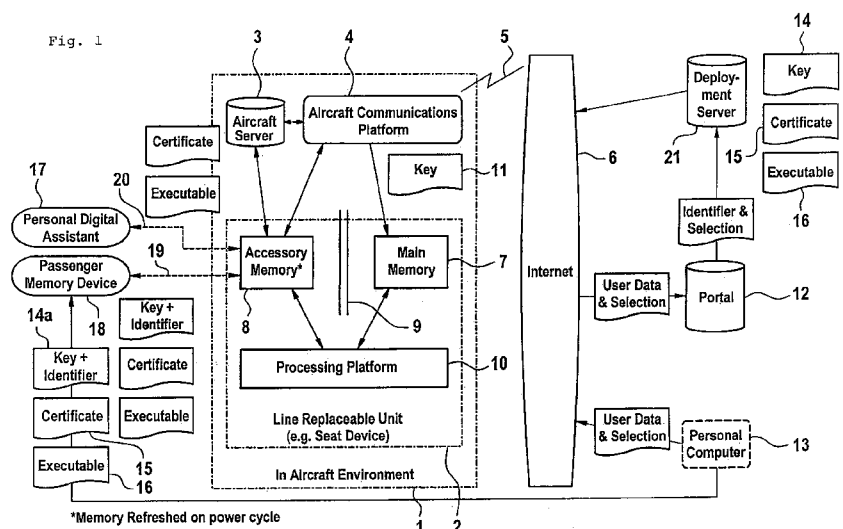 Fig. 1
3
4
5
14
Key
Deploy-
ment
Server
21
15
Certificate
Executable
16
Aircraft
Server
Aircraft Communications
Platform
Certificate
Executable
Key
11
6
17
20
Personal Digital
Assistant
19
Passenger
Memory Device
18
Accessory
Memory*
8
Main
Memory
7
9
Identifier &
Selection
Internet
User Data
& Selection
Portal
12
14a
Key +
Identifier
Key +
Identifier
Certificate
Certificate
15
Executable
Executable
16
Processing Platform
10
Line Replaceable Unit
(e.g. Seat Device)
In Aircraft Environment
User Data
& Selection
Personal
Computer
13
*Memory Refreshed on power cycle
1
2